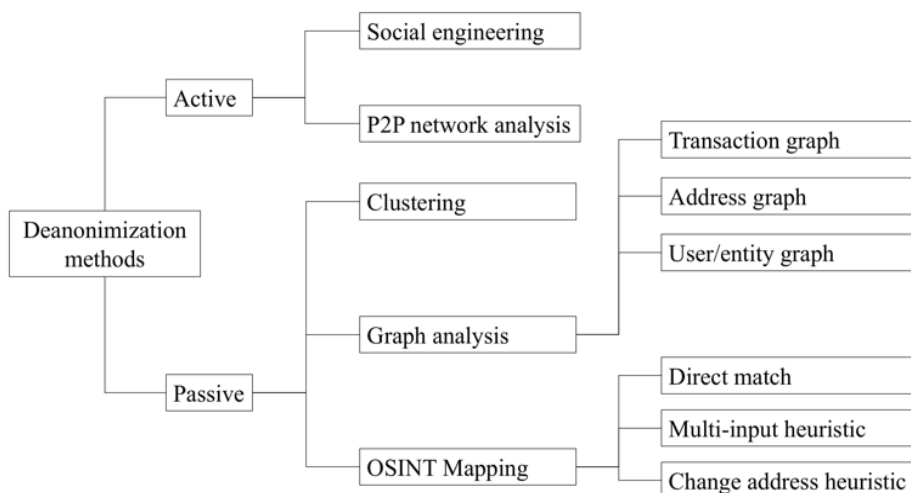 Social engineering
Active
P2P network analysis
Transaction graph
Clustering
Address graph
Deanonimization
methods
User/entity graph
Graph analysis
Direct match
Passive
Multi-input heuristic
OSINT Mapping
Change address heuristic